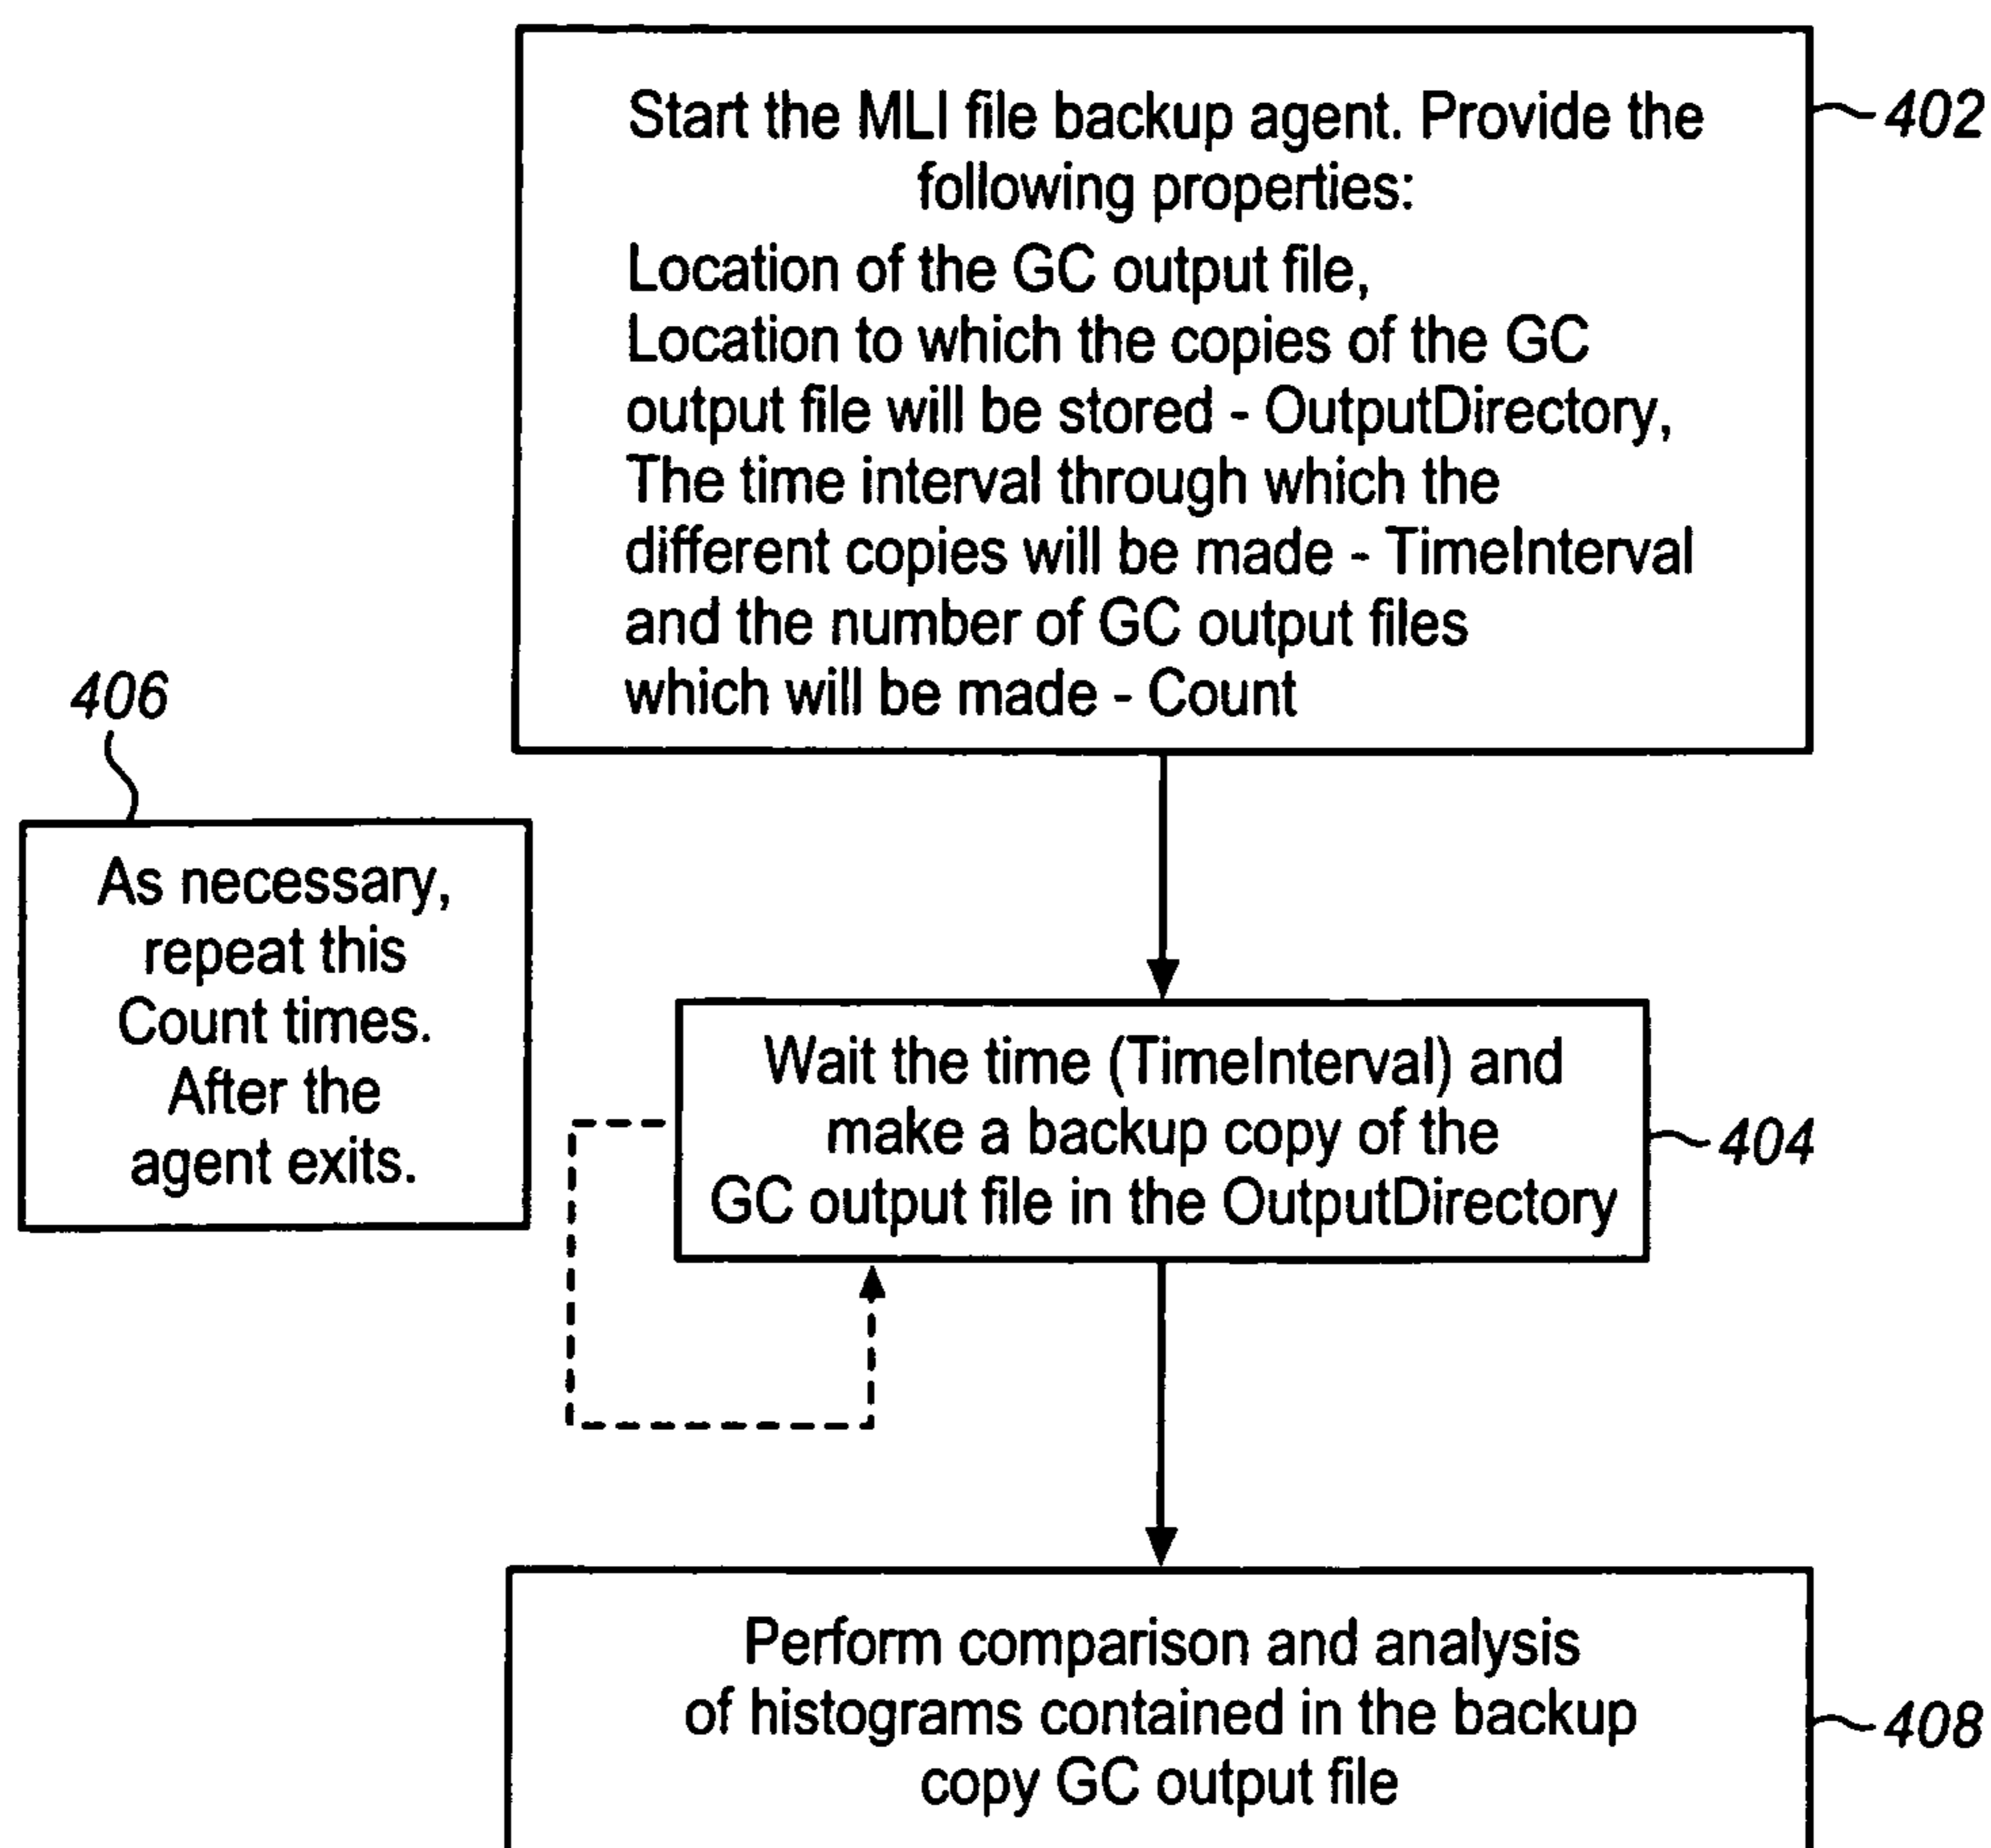 Start the MLI file backup agent. Provide the
following properties:
Location of the GC output file,
Location to which the copies of the GC
output file will be stored - OutputDirectory,
The time interval through which the
different copies will be made - TimeInterval
and the number of GC output files
which will be made - Count
402
406
As necessary,
repeat this
Count times.
After the
agent exits.
Wait the time (TimeInterval) and
make a backup copy of the
GC output file in the OutputDirectory
404
Perform comparison and analysis
of histograms contained in the backup
copy GC output file
408